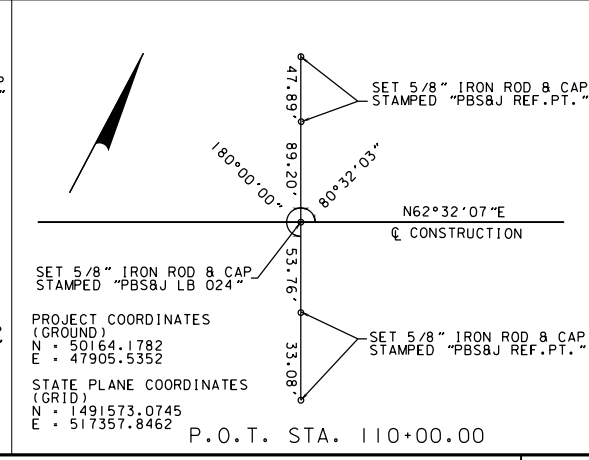 47.89'
SET 5/8" IRON ROD & CAP
STAMPED "PBS&J REF.PT."
89.20'
180°00'00"
80°32'03"
N62°32'07"E
℄ CONSTRUCTION
53.76'
SET 5/8" IRON ROD & CAP
STAMPED "PBS&J LB 024"
PROJECT COORDINATES
(GROUND)
N = 50164.1782
E = 47905.5352
SET 5/8" IRON ROD & CAP
STAMPED "PBS&J REF.PT."
33.08'
STATE PLANE COORDINATES
(GRID)
N = 1491573.0745
E = 517357.8462
P.O.T. STA. 110+00.00